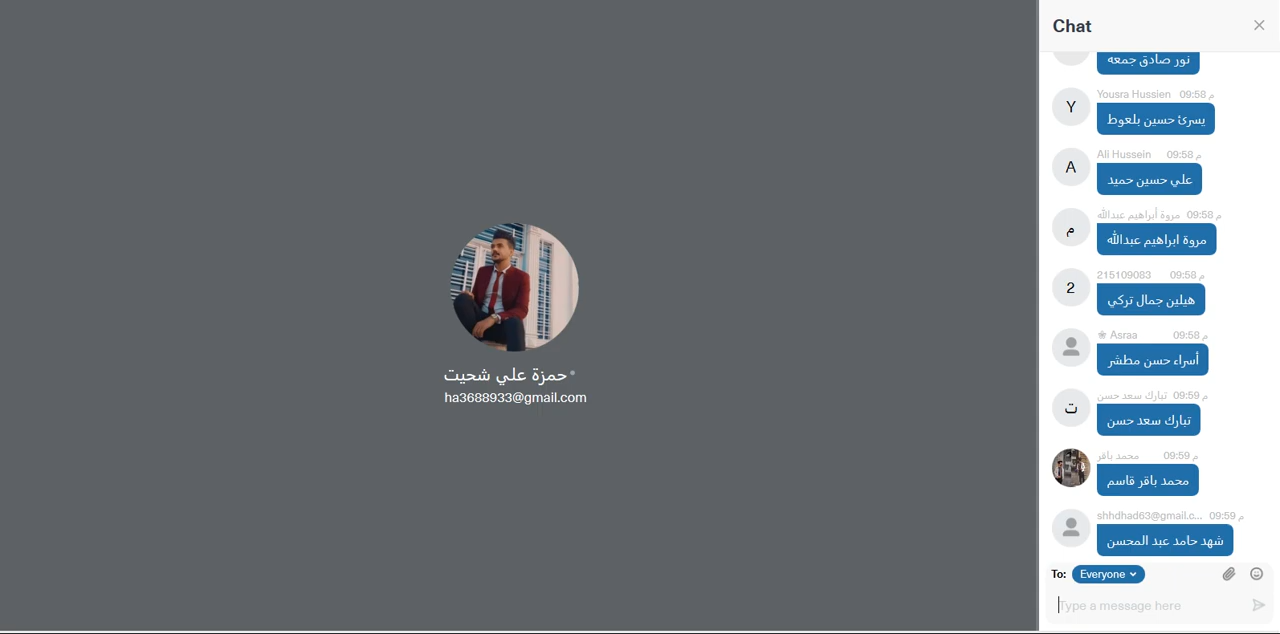 حمزة علي شحيت
ha3688933@gmail.com
Chat
نور صادق جمعه
Y
Yousra Hussien 09:58 م
يسرئ حسين بلعوط
A
Ali Hussein 09:58 م
علي حسين حميد
م
مروة أبراهيم عبدالله 09:58 م
مروة ابراهيم عبدالله
2
215109083 09:58 م
هيلين جمال تركي
❀ Asraa 09:58 م
أسراء حسن مطشر
ت
تبارك سعد حسن 09:59 م
تبارك سعد حسن
محمد باقر 09:59 م
محمد باقر قاسم
shhdhad63@gmail.c... 09:59 م
شهد حامد عبد المحسن
To: Everyone
Type a message here